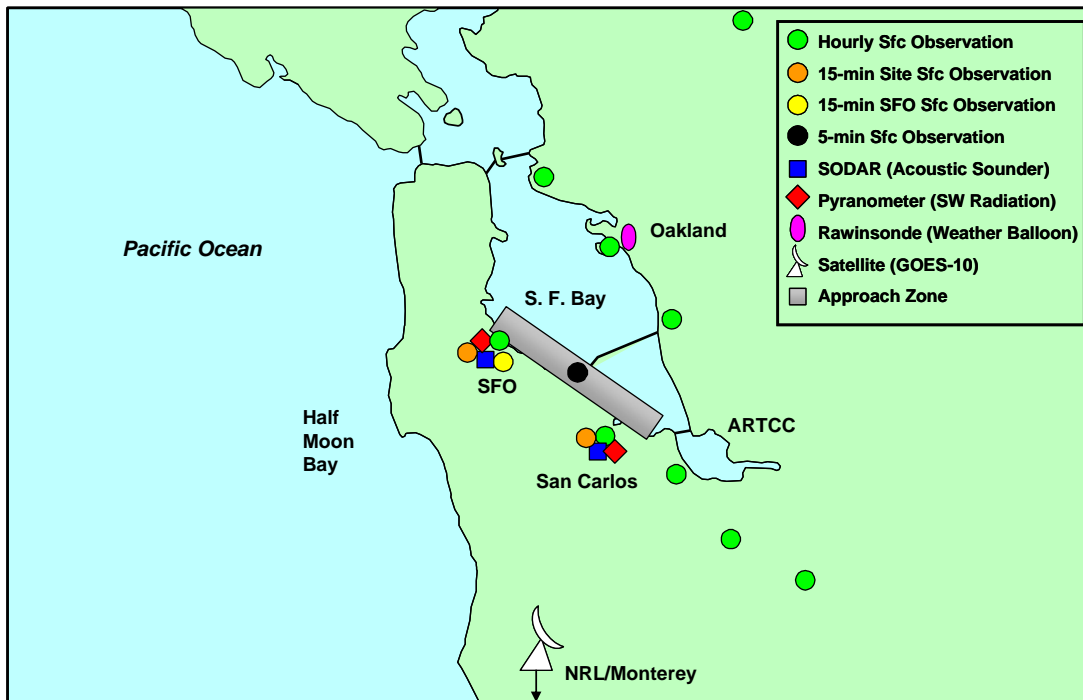 Hourly Sfc Observation
15-min Site Sfc Observation
15-min SFO Sfc Observation
5-min Sfc Observation
SODAR (Acoustic Sounder)
Pyranometer (SW Radiation)
Rawinsonde (Weather Balloon)
Satellite (GOES-10)
Approach Zone
Pacific Ocean
Oakland
S. F. Bay
SFO
Half
Moon
Bay
ARTCC
San Carlos
NRL/Monterey